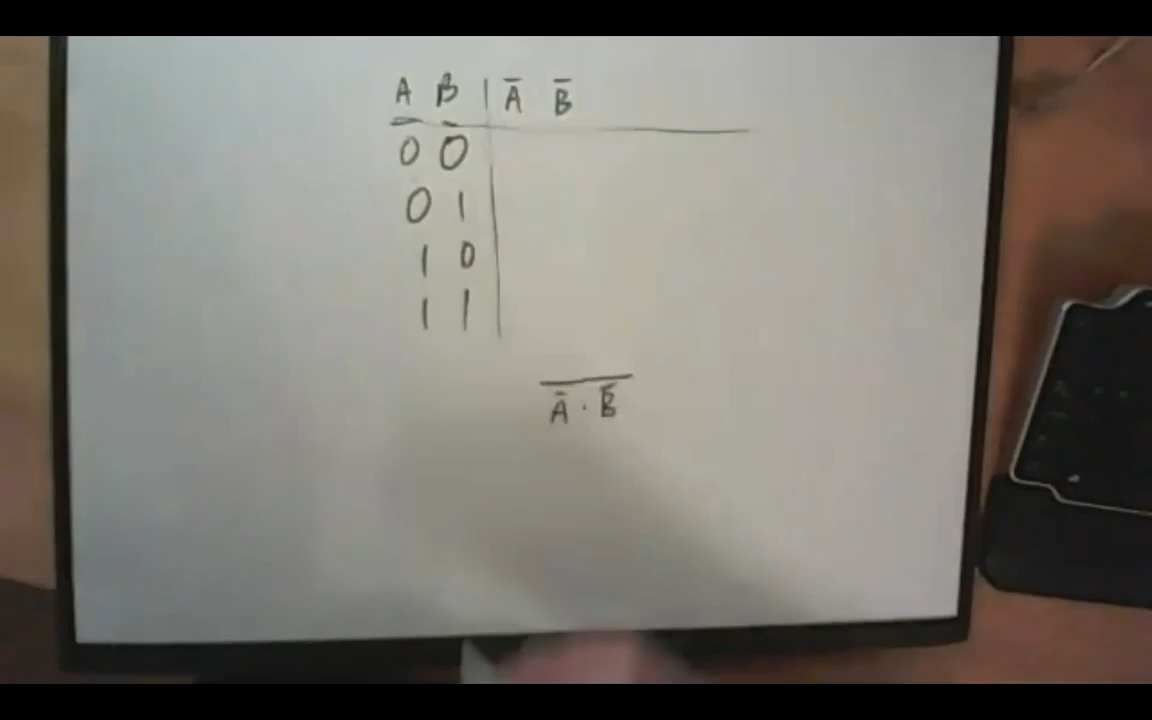 A B | Ā B̄
0 0
0 1
1 0
1 1
¯¯¯¯¯
Ā · B̄